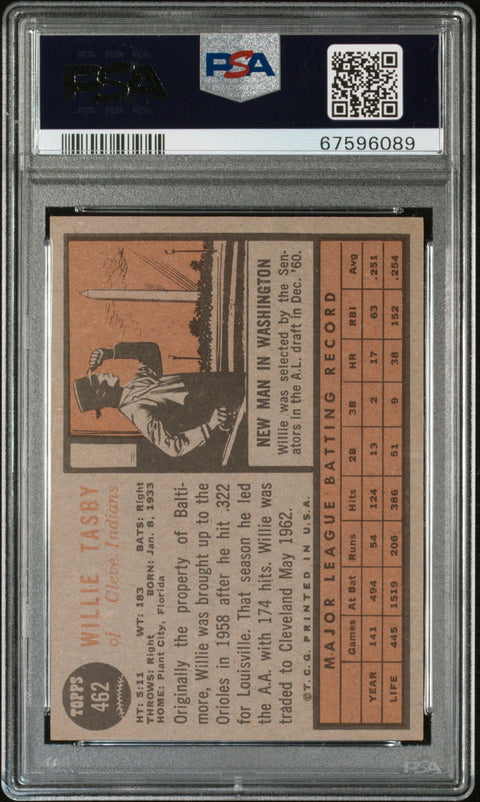 PSA
PSA
67596089
TOPPS
462
WILLIE TASBY
of Cleve. Indians
HT: 5:11 WT: 183 BATS: Right
THROWS: Right BORN: Jan. 8, 1933
HOME: Plant City, Florida
Originally the property of Balti-
more, Willie was brought up to the
Orioles in 1958 after he hit .322
for Louisville. That season he led
the A.A. with 174 hits. Willie was
traded to Cleveland May 1962.
©T.C.G. PRINTED IN U.S.A.
NEW MAN IN WASHINGTON
Willie was selected by the Sen-
ators in the A.L. draft in Dec. '60.
MAJOR LEAGUE BATTING RECORD
Games At Bat Runs Hits 2B 3B HR RBI Avg
YEAR 141 494 54 124 13 2 17 63 .251
LIFE 445 1519 206 386 51 9 38 152 .254
PSA